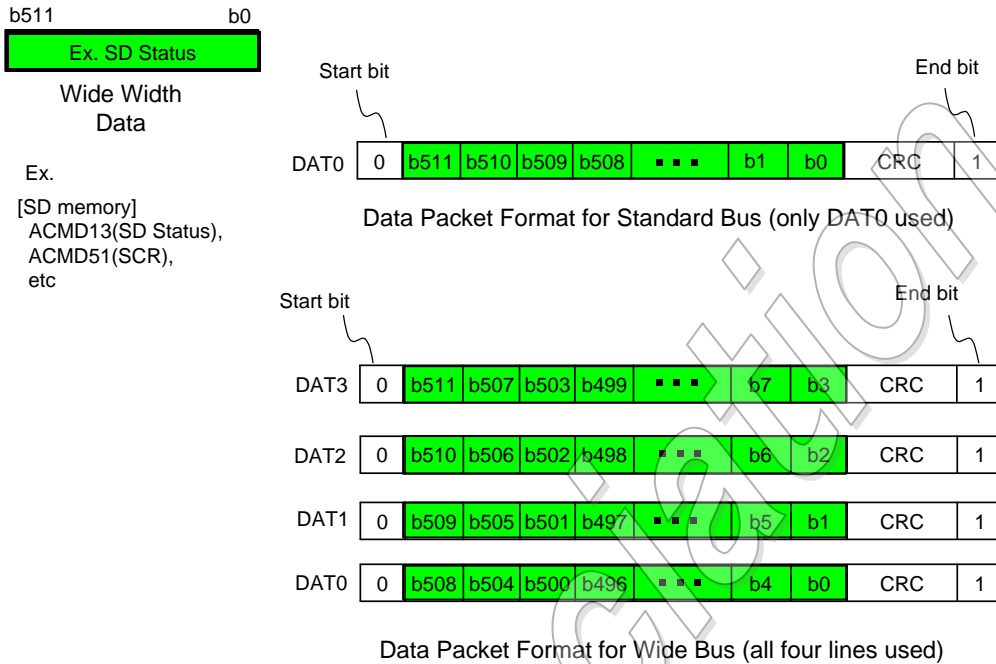 b511 b0
Ex. SD Status
Wide Width
Data
Ex.
[SD memory]
ACMD13(SD Status),
ACMD51(SCR),
etc
Start bit End bit
DAT0 0 b511 b510 b509 b508 ▪ ▪ ▪ b1 b0 CRC 1
Data Packet Format for Standard Bus (only DAT0 used)
Start bit End bit
DAT3 0 b511 b507 b503 b499 ▪ ▪ ▪ b7 b3 CRC 1
DAT2 0 b510 b506 b502 b498 ▪ ▪ ▪ b6 b2 CRC 1
DAT1 0 b509 b505 b501 b497 ▪ ▪ ▪ b5 b1 CRC 1
DAT0 0 b508 b504 b500 b496 ▪ ▪ ▪ b4 b0 CRC 1
Data Packet Format for Wide Bus (all four lines used)